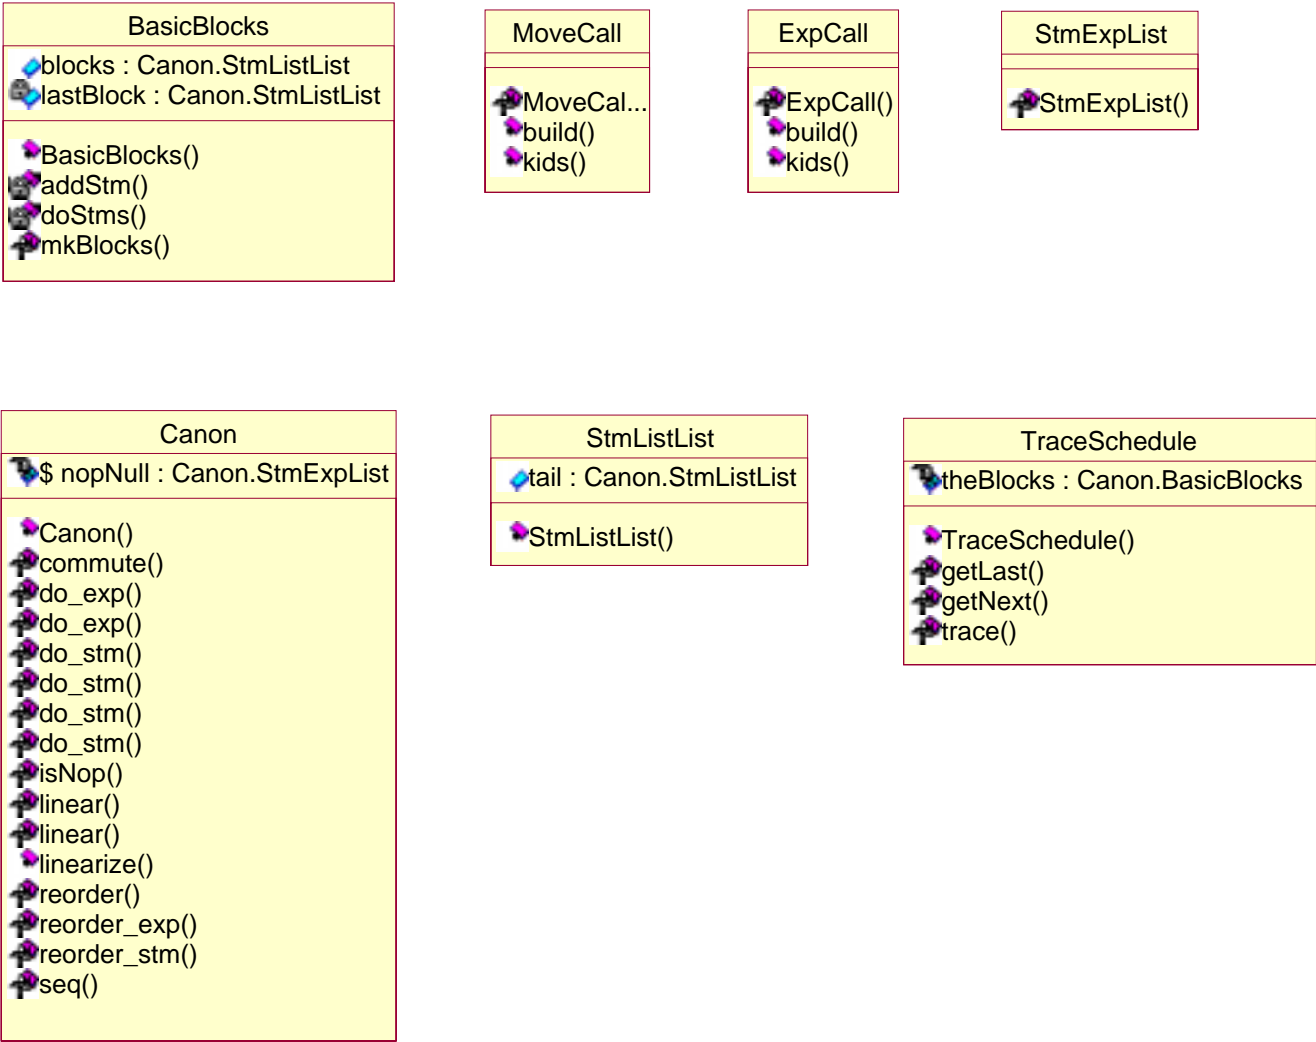 BasicBlocks
blocks : Canon.StmListList
lastBlock : Canon.StmListList
BasicBlocks()
addStm()
doStms()
mkBlocks()
MoveCall
MoveCal...
build()
kids()
ExpCall
ExpCall()
build()
kids()
StmExpList
StmExpList()
Canon
$ nopNull : Canon.StmExpList
Canon()
commute()
do_exp()
do_exp()
do_stm()
do_stm()
do_stm()
do_stm()
isNop()
linear()
linear()
linearize()
reorder()
reorder_exp()
reorder_stm()
seq()
StmListList
tail : Canon.StmListList
StmListList()
TraceSchedule
theBlocks : Canon.BasicBlocks
TraceSchedule()
getLast()
getNext()
trace()